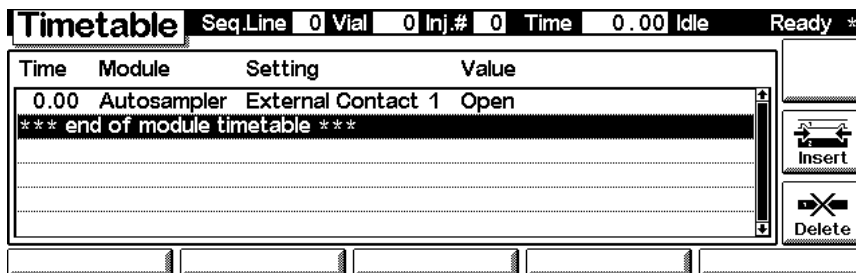 Timetable Seq.Line 0 Vial 0 Inj.# 0 Time 0.00 Idle Ready *
Time Module Setting Value
0.00 Autosampler External Contact 1 Open
*** end of module timetable ***
Insert
Delete